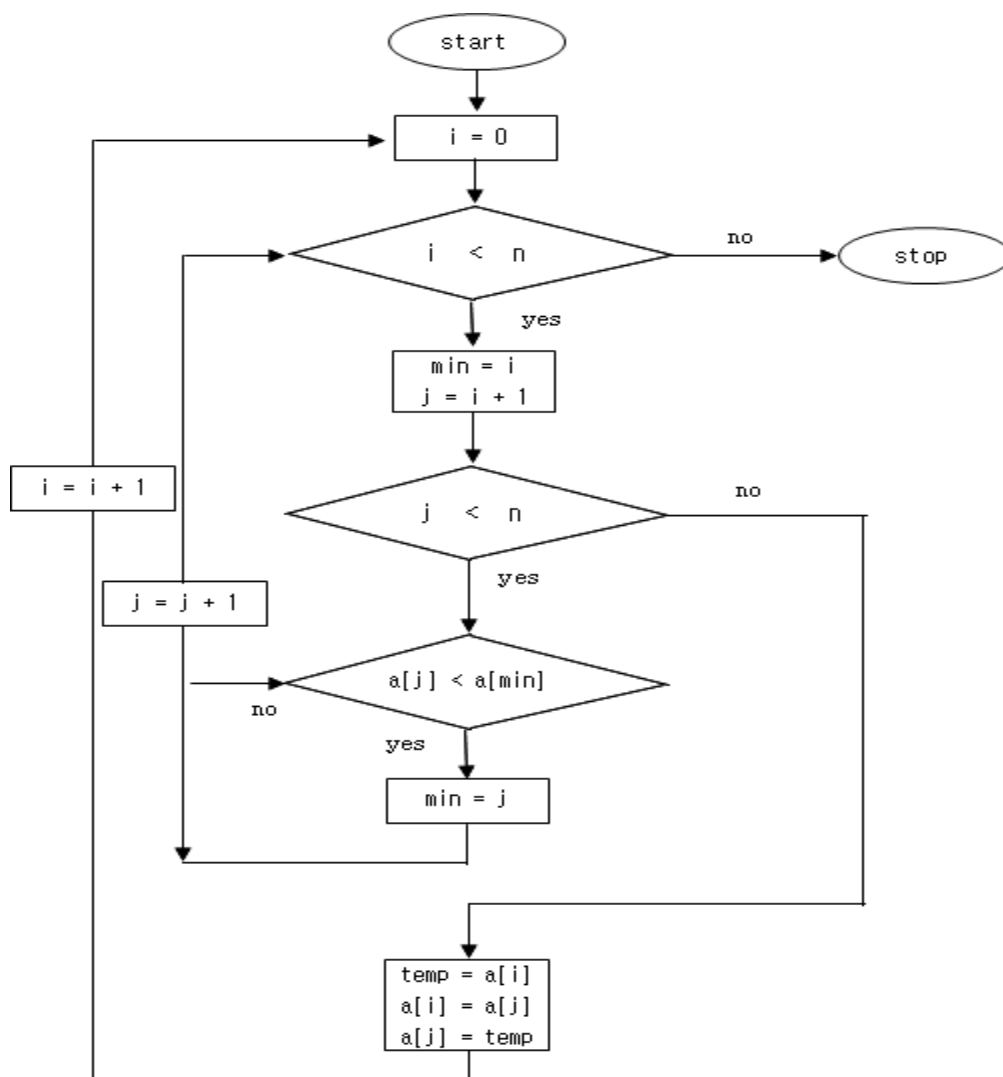 start
i = 0
i < n
no
stop
yes
min = i
j = i + 1
i = i + 1
j < n
no
yes
j = j + 1
a[j] < a[min]
no
yes
min = j
temp = a[i]
a[i] = a[j]
a[j] = temp